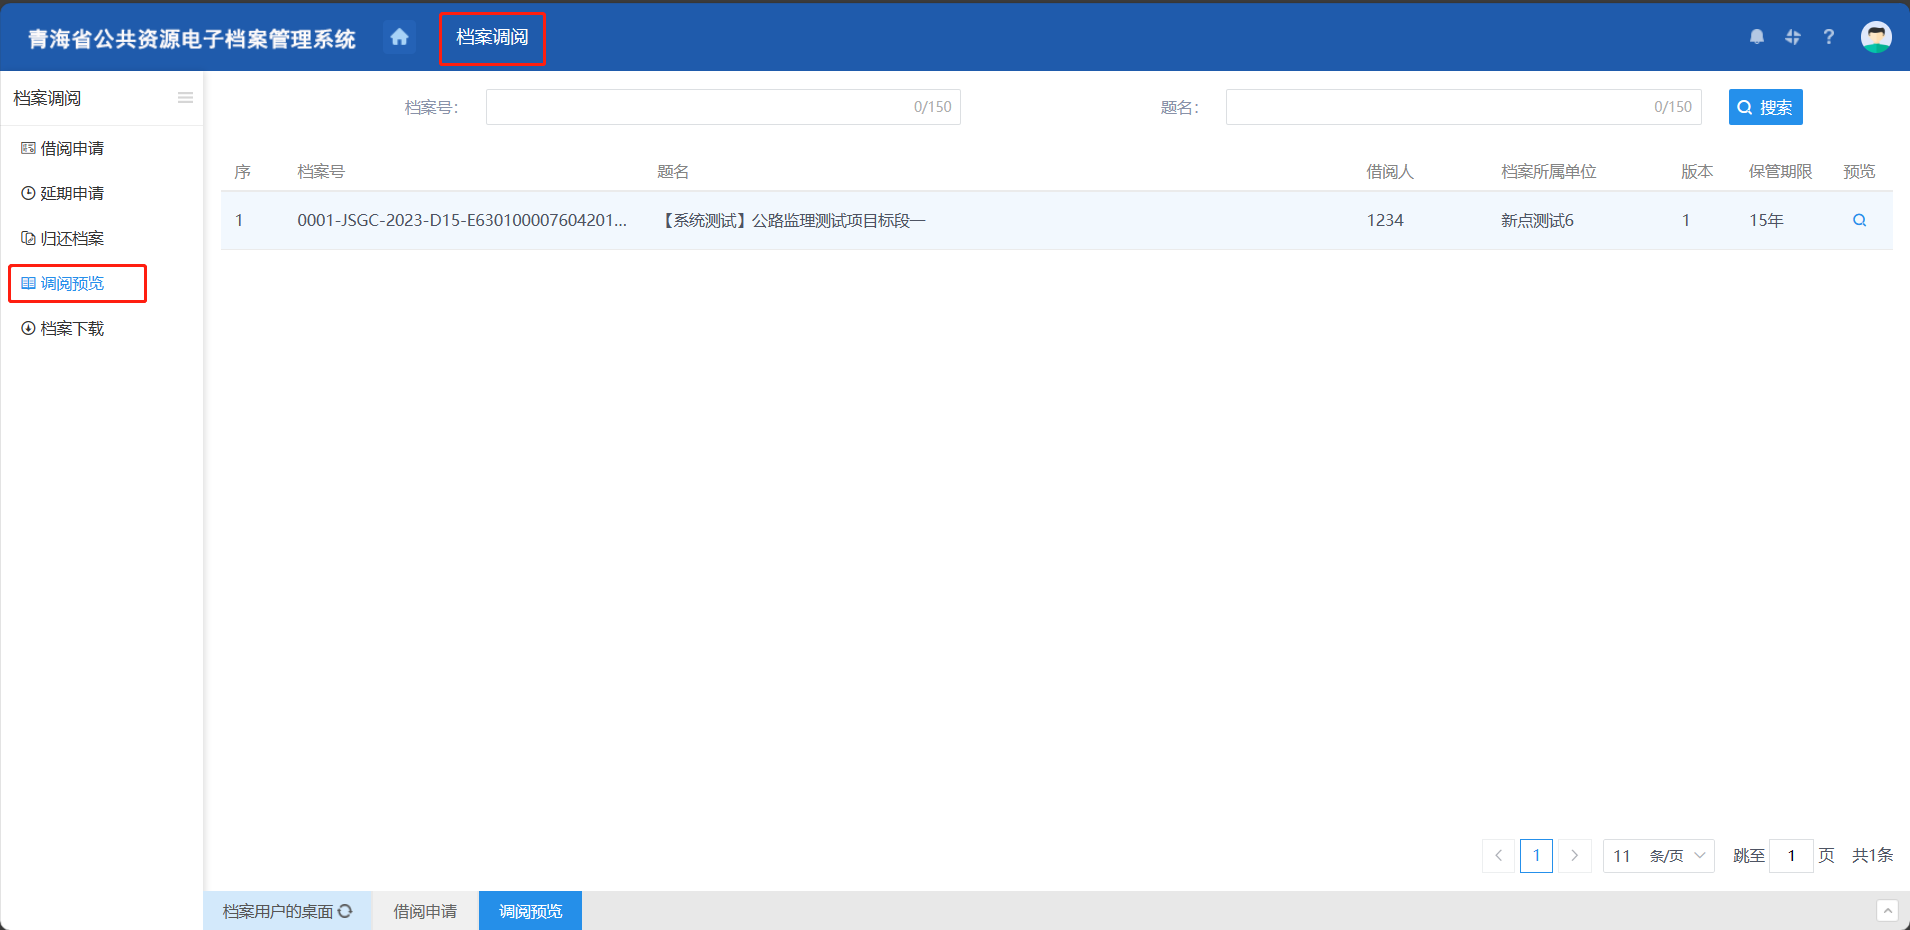 青海省公共资源电子档案管理系统
档案调阅
?
档案调阅
借阅申请
延期申请
归还档案
调阅预览
档案下载
档案号： 0/150 题名： 0/150 搜索
序 档案号 题名 借阅人 档案所属单位 版本 保管期限 预览
1 0001-JSGC-2023-D15-E630100007604201... 【系统测试】公路监理测试项目标段一 1234 新点测试6 1 15年
1 11 条/页 跳至 1 页 共1条
档案用户的桌面 借阅申请 调阅预览